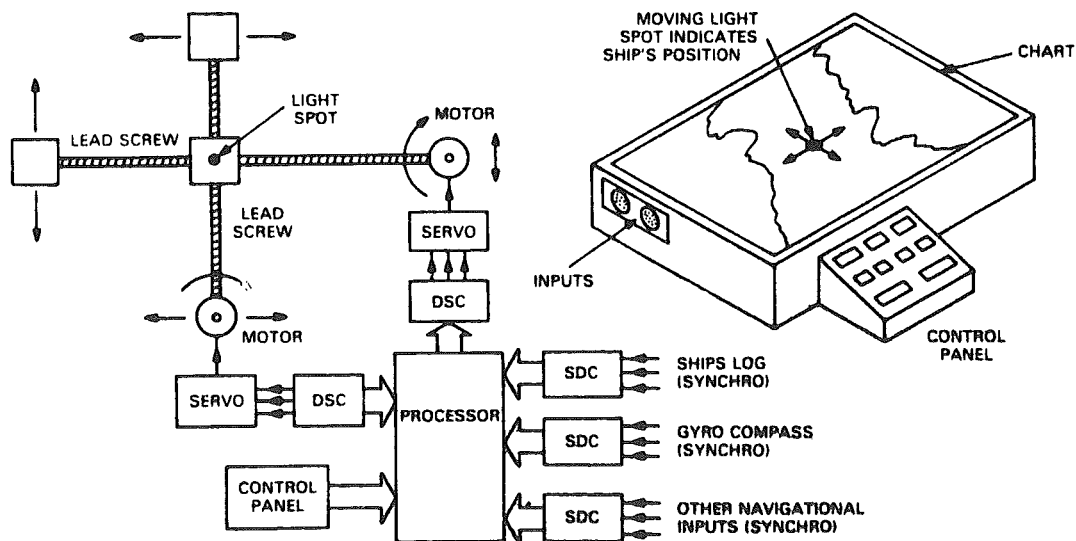 MOVING LIGHT
SPOT INDICATES
SHIP'S POSITION
CHART
LIGHT
SPOT
MOTOR
LEAD SCREW
LEAD
SCREW
SERVO
INPUTS
DSC
MOTOR
CONTROL
PANEL
SDC
SHIPS LOG
(SYNCHRO)
SERVO
DSC
PROCESSOR
SDC
GYRO COMPASS
(SYNCHRO)
CONTROL
PANEL
SDC
OTHER NAVIGATIONAL
INPUTS (SYNCHRO)